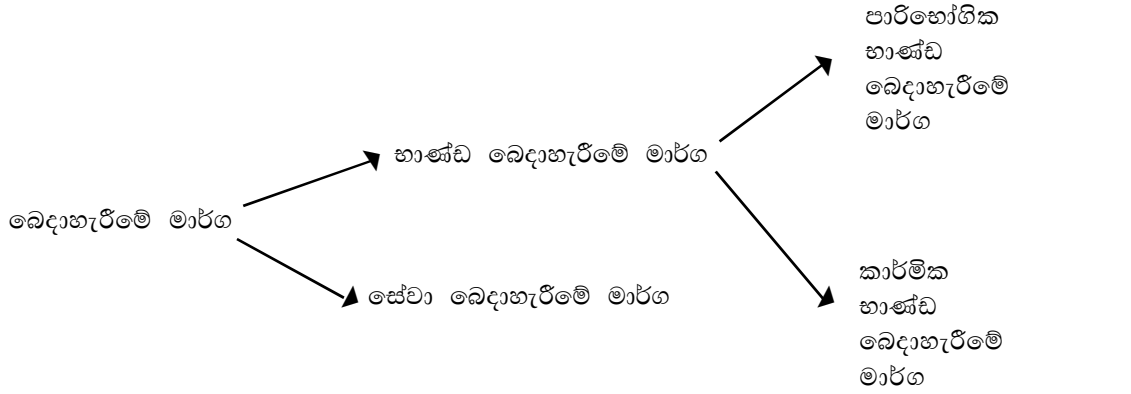 පාරිභෝගික
භාණ්ඩ
බෙදාහැරීමේ
මාර්ග
භාණ්ඩ බෙදාහැරීමේ මාර්ග
බෙදාහැරීමේ මාර්ග
සේවා බෙදාහැරීමේ මාර්ග
කාර්මික
භාණ්ඩ
බෙදාහැරීමේ
මාර්ග